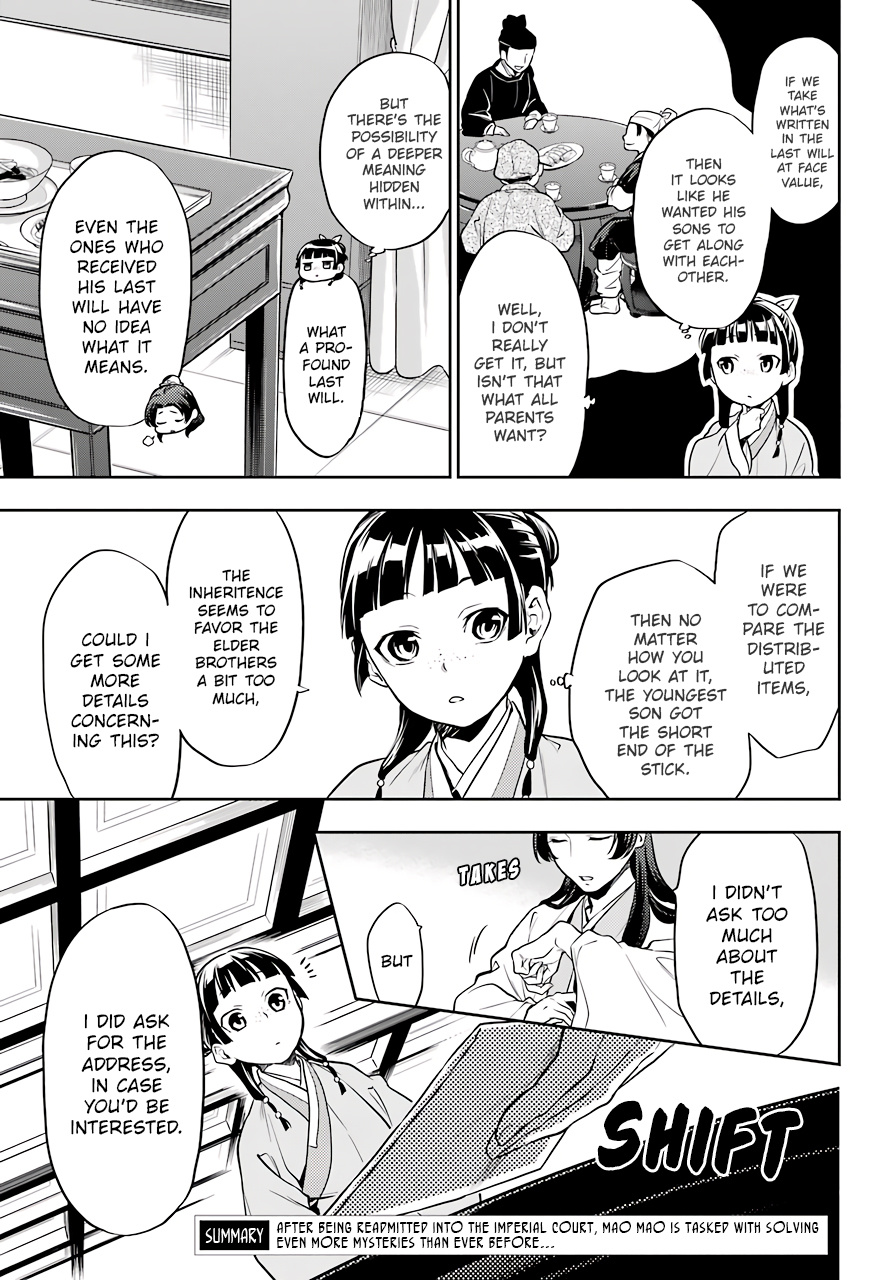 IF WE
TAKE
WHAT'S
WRITTEN
IN THE
LAST WILL
AT FACE
VALUE,
THEN
IT LOOKS
LIKE HE
WANTED HIS
SONS TO
GET ALONG
WITH EACH-
OTHER.
WELL,
I DON'T
REALLY
GET IT, BUT
ISN'T THAT
WHAT ALL
PARENTS
WANT?
BUT
THERE'S THE
POSSIBILITY
OF A DEEPER
MEANING
HIDDEN
WITHIN...
WHAT
A PRO-
FOUND
LAST
WILL.
EVEN THE
ONES WHO
RECEIVED
HIS LAST
WILL HAVE
NO IDEA
WHAT IT
MEANS.
IF WE
WERE
TO COM-
PARE THE
DISTRIB-
UTED
ITEMS,
THEN NO
MATTER
HOW YOU
LOOK AT IT,
THE YOUNGEST
SON GOT
THE SHORT
END OF THE
STICK.
THE
INHERITENCE
SEEMS TO
FAVOR THE
ELDER
BROTHERS
A BIT TOO
MUCH,
COULD I
GET SOME
MORE
DETAILS
CONCERN-
ING THIS?
I DIDN'T
ASK TOO
MUCH
ABOUT
THE
DETAILS,
TAKES
BUT
I DID ASK
FOR THE
ADDRESS,
IN CASE
YOU'D BE
INTERESTED.
SHIFT
SUMMARY
AFTER BEING READMITTED INTO THE IMPERIAL COURT, MAO MAO IS TASKED WITH SOLVING
EVEN MORE MYSTERIES THAN EVER BEFORE...